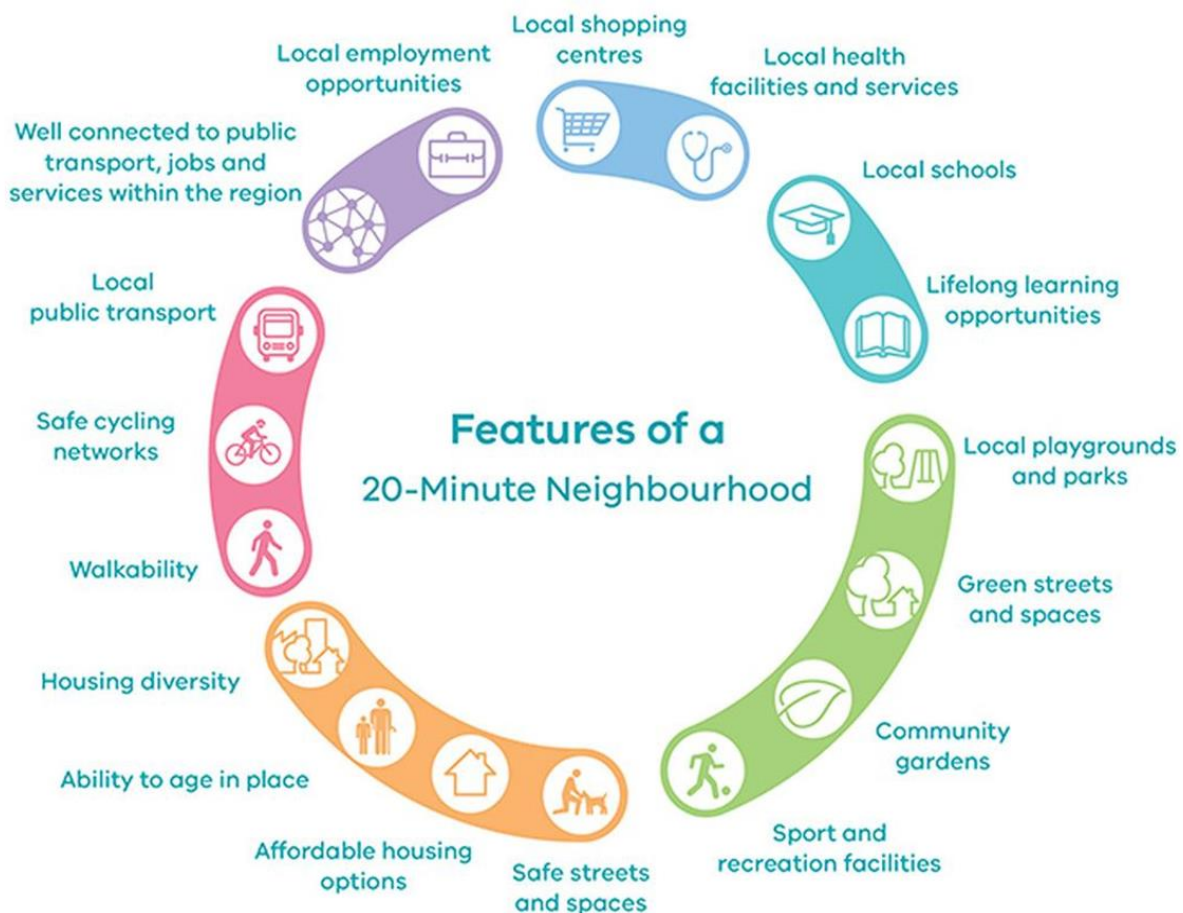 Local shopping
centres
Local health
facilities and services
Local schools
Lifelong learning
opportunities
Local playgrounds
and parks
Green streets
and spaces
Community
gardens
Sport and
recreation facilities
Safe streets
and spaces
Affordable housing
options
Ability to age in place
Housing diversity
Walkability
Safe cycling
networks
Local
public transport
Well connected to public
transport, jobs and
services within the region
Local employment
opportunities
Features of a
20-Minute Neighbourhood